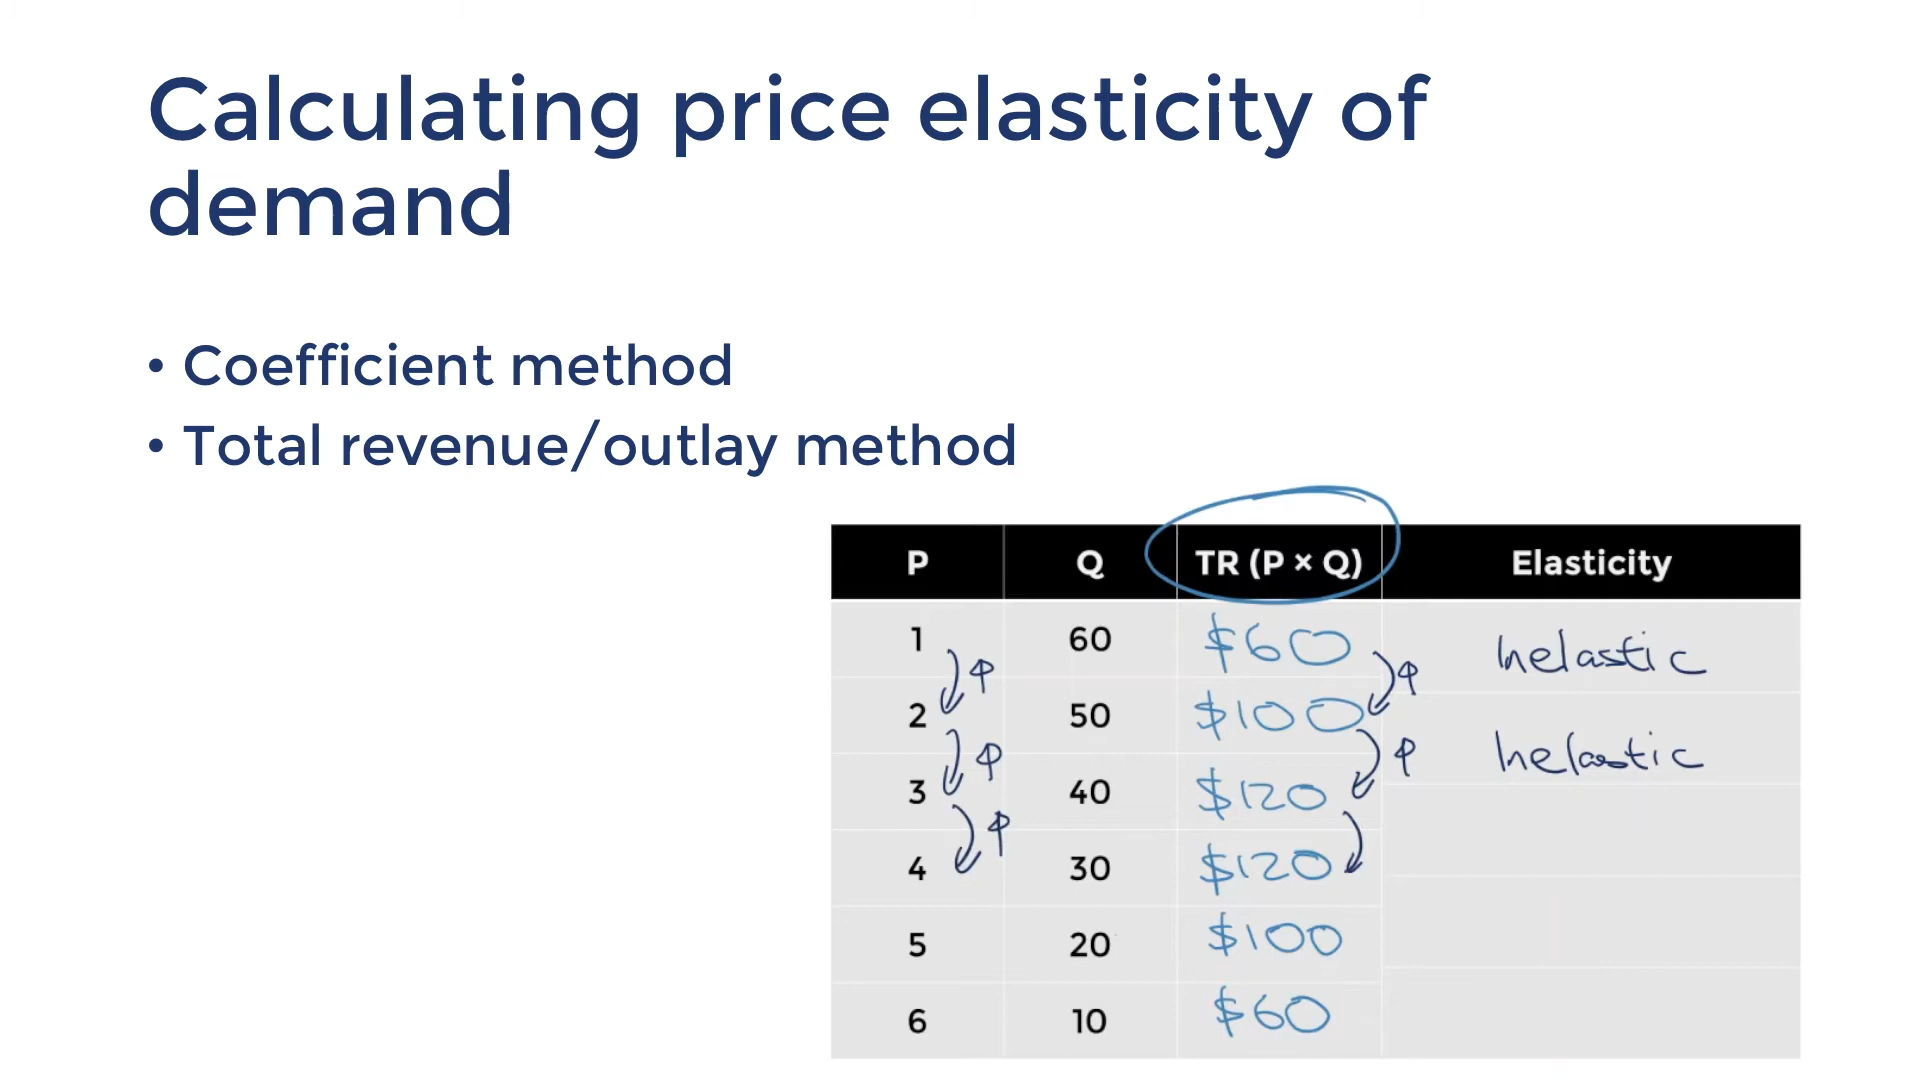 Calculating price elasticity of
demand
• Coefficient method
• Total revenue/outlay method
P Q TR (P × Q) Elasticity
1 60 $60 Inelastic
2 50 $100
3 40 $120 Inelastic
4 30 $120
5 20 $100
6 10 $60